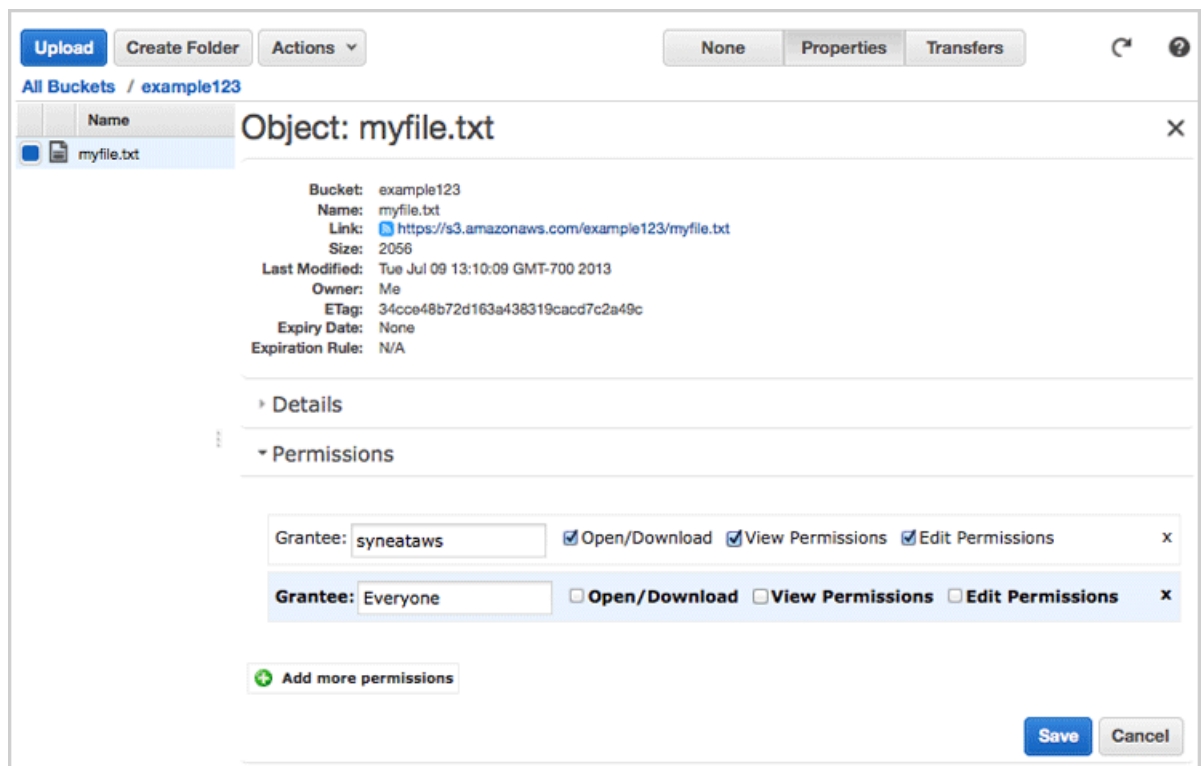 Upload Create Folder Actions None Properties Transfers
All Buckets / example123
Name
myfile.txt
Object: myfile.txt
Bucket: example123
Name: myfile.txt
Link: https://s3.amazonaws.com/example123/myfile.txt
Size: 2056
Last Modified: Tue Jul 09 13:10:09 GMT-700 2013
Owner: Me
ETag: 34cce48b72d163a438319cacd7c2a49c
Expiry Date: None
Expiration Rule: N/A
Details
Permissions
Grantee: syneataws Open/Download View Permissions Edit Permissions x
Grantee: Everyone Open/Download View Permissions Edit Permissions x
Add more permissions
Save Cancel